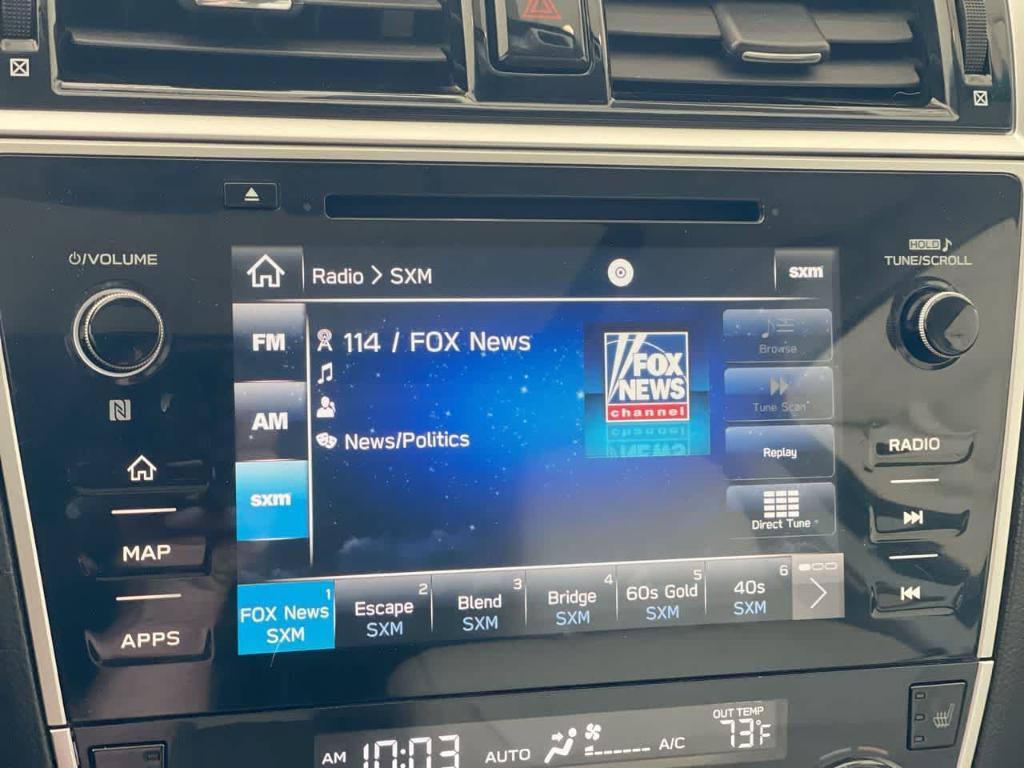 ⏻/VOLUME
HOLD ♪
TUNE/SCROLL
Radio > SXM
sxm
FM
114 / FOX News
FOX
NEWS
channel
Browse
AM
Tune Scan
News/Politics
Replay
RADIO
sxm
Direct Tune
MAP
1
FOX News
SXM
2
Escape
SXM
3
Blend
SXM
4
Bridge
SXM
5
60s Gold
SXM
6
40s
SXM
APPS
AM 10:03
AUTO
A/C
OUT TEMP
73°F